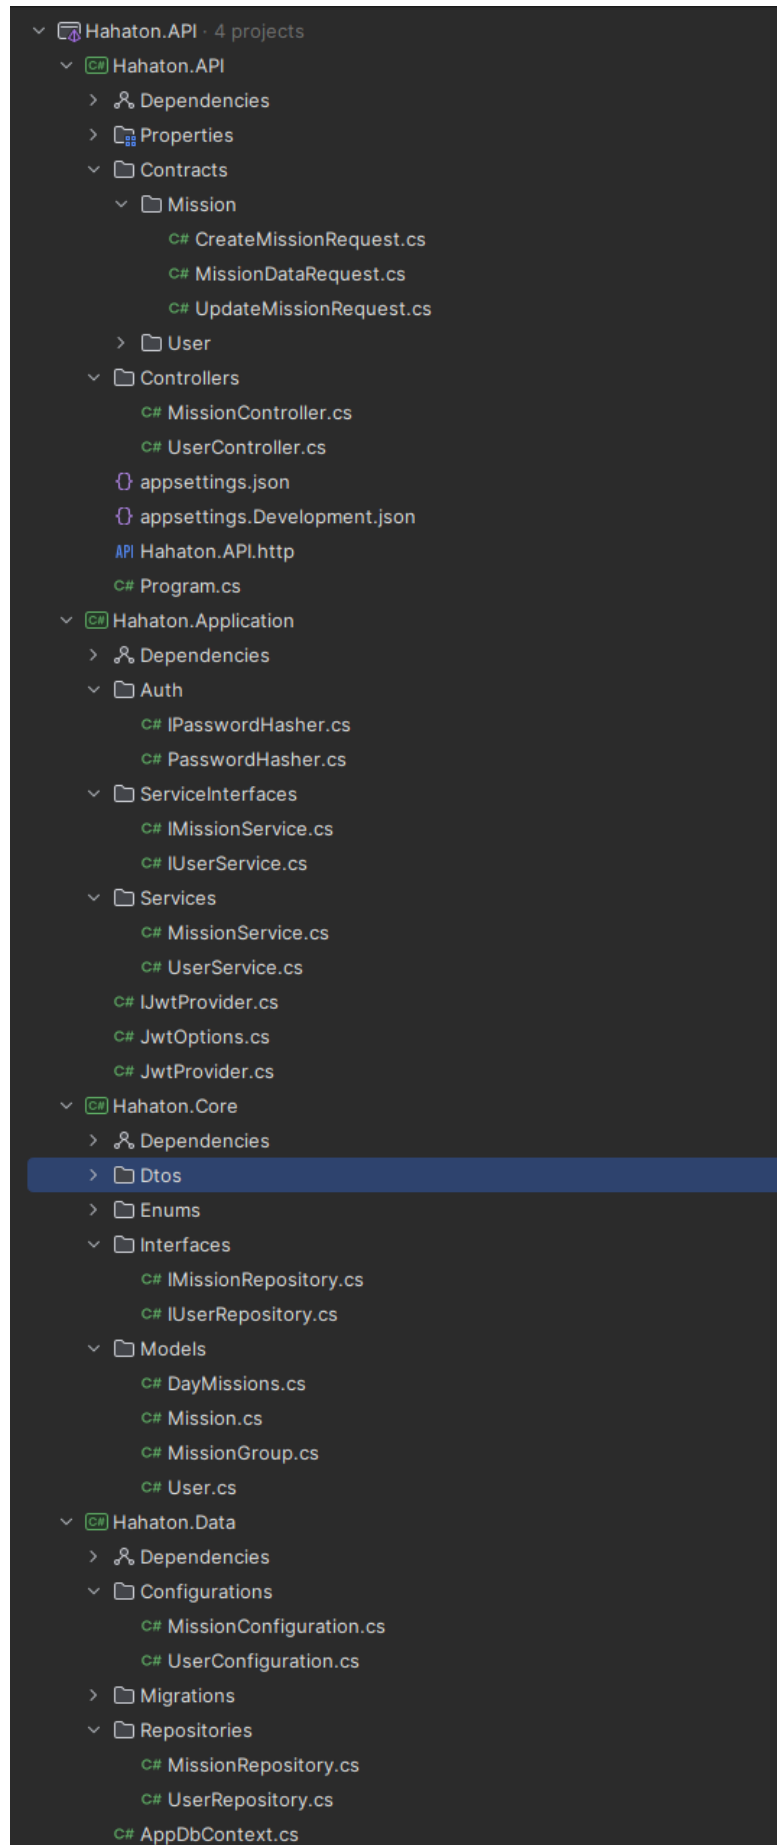 Hahaton.API · 4 projects
C# Hahaton.API
Dependencies
Properties
Contracts
Mission
C# CreateMissionRequest.cs
C# MissionDataRequest.cs
C# UpdateMissionRequest.cs
User
Controllers
C# MissionController.cs
C# UserController.cs
{} appsettings.json
{} appsettings.Development.json
API Hahaton.API.http
C# Program.cs
C# Hahaton.Application
Dependencies
Auth
C# IPasswordHasher.cs
C# PasswordHasher.cs
ServiceInterfaces
C# IMissionService.cs
C# IUserService.cs
Services
C# MissionService.cs
C# UserService.cs
C# IJwtProvider.cs
C# JwtOptions.cs
C# JwtProvider.cs
C# Hahaton.Core
Dependencies
Dtos
Enums
Interfaces
C# IMissionRepository.cs
C# IUserRepository.cs
Models
C# DayMissions.cs
C# Mission.cs
C# MissionGroup.cs
C# User.cs
C# Hahaton.Data
Dependencies
Configurations
C# MissionConfiguration.cs
C# UserConfiguration.cs
Migrations
Repositories
C# MissionRepository.cs
C# UserRepository.cs
C# AppDbContext.cs